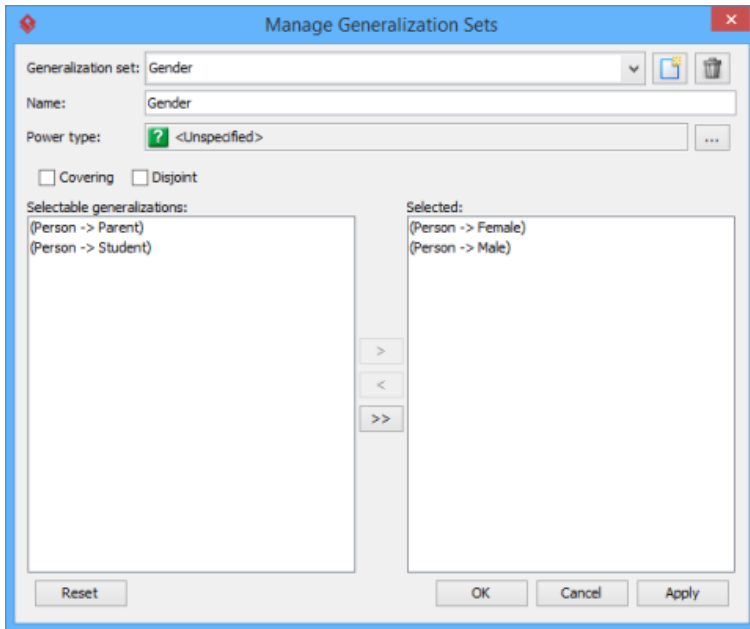 Manage Generalization Sets
Generalization set: Gender
Name: Gender
Power type: ? <Unspecified> ...
Covering Disjoint
Selectable generalizations:
(Person -> Parent)
(Person -> Student)
Selected:
(Person -> Female)
(Person -> Male)
>
<
>>
Reset OK Cancel Apply